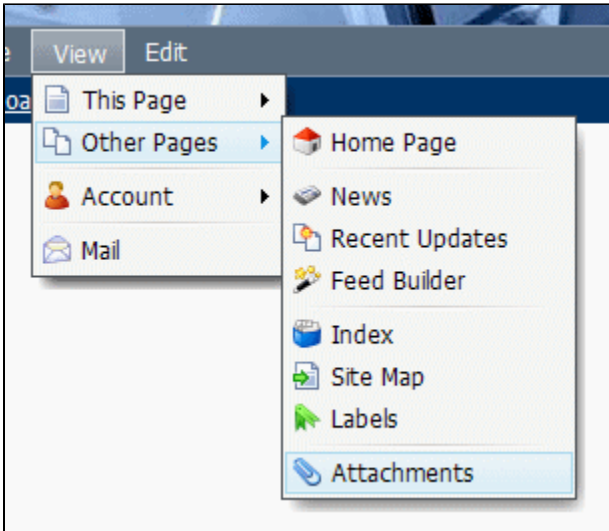 View Edit
oa
This Page
Other Pages
Account
Mail
Home Page
News
Recent Updates
Feed Builder
Index
Site Map
Labels
Attachments